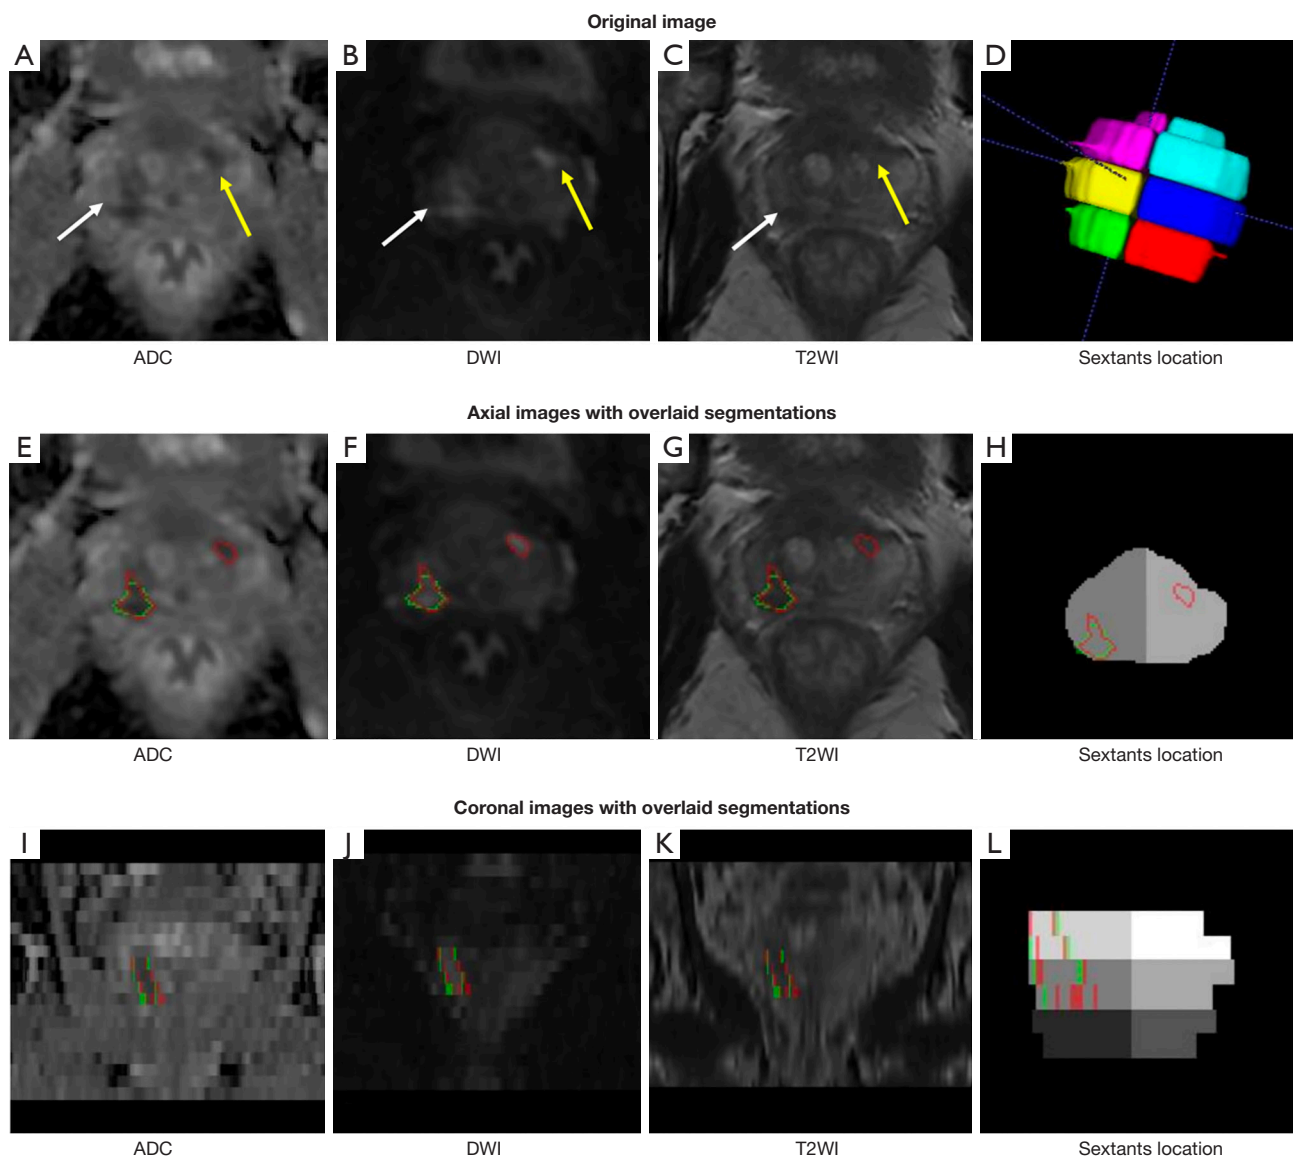 Original image
A B C D
ADC DWI T2WI Sextants location
Axial images with overlaid segmentations
E F G H
ADC DWI T2WI Sextants location
Coronal images with overlaid segmentations
I J K L
ADC DWI T2WI Sextants location